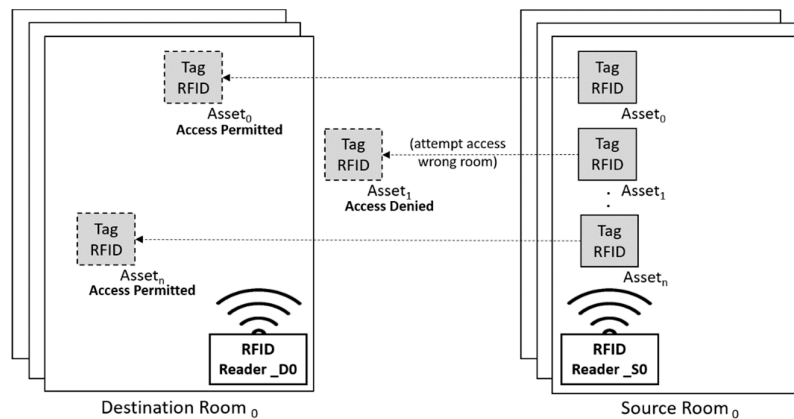 Tag
RFID
Asset0
Access Permitted
Tag
RFID
Asset1
Access Denied
(attempt access
wrong room)
Tag
RFID
Assetn
Access Permitted
RFID
Reader _D0
Destination Room 0
Tag
RFID
Asset0
Tag
RFID
Asset1
Tag
RFID
Assetn
RFID
Reader _S0
Source Room 0